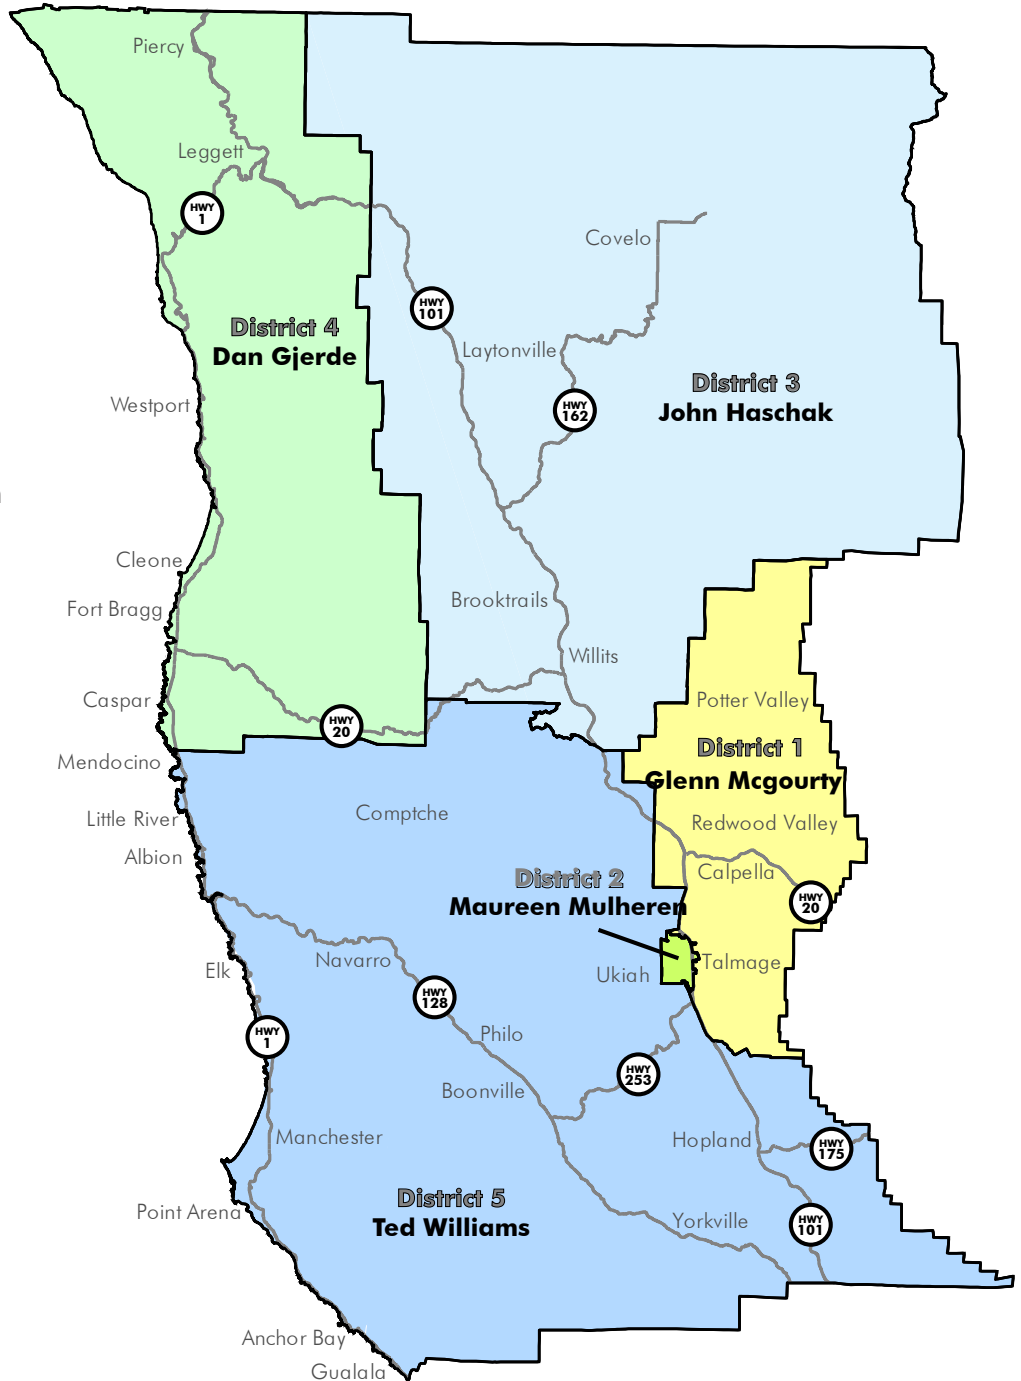 Piercy
Leggett
HWY
1
Covelo
HWY
101
District 4
Dan Gjerde
Laytonville
District 3
John Haschak
Westport
HWY
162
Cleone
Fort Bragg
Brooktrails
Willits
Caspar
Potter Valley
HWY
20
District 1
Glenn Mcgourty
Mendocino
Comptche
Little River
Redwood Valley
Albion
Calpella
District 2
Maureen Mulheren
HWY
20
Navarro
Elk
Ukiah
Talmage
HWY
128
HWY
1
Philo
HWY
253
Boonville
Manchester
Hopland
HWY
175
District 5
Ted Williams
Point Arena
Yorkville
HWY
101
Anchor Bay
Gualala